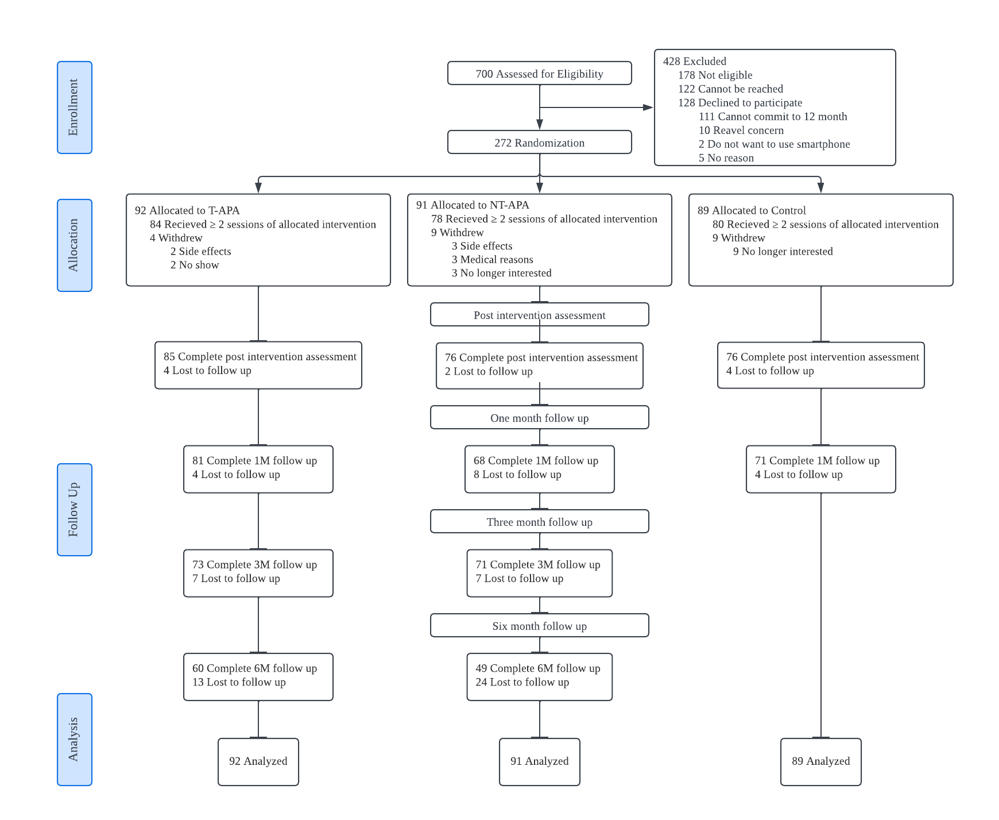 Enrollment
700 Assessed for Eligibility
428 Excluded
178 Not eligible
122 Cannot be reached
128 Declined to participate
111 Cannot commit to 12 month
10 Reavel concern
2 Do not want to use smartphone
5 No reason
272 Randomization
Allocation
92 Allocated to T-APA
84 Recieved ≥ 2 sessions of allocated intervention
4 Withdrew
2 Side effects
2 No show
91 Allocated to NT-APA
78 Recieved ≥ 2 sessions of allocated intervention
9 Withdrew
3 Side effects
3 Medical reasons
3 No longer interested
89 Allocated to Control
80 Recieved ≥ 2 sessions of allocated intervention
9 Withdrew
9 No longer interested
Post intervention assessment
85 Complete post intervention assessment
4 Lost to follow up
76 Complete post intervention assessment
2 Lost to follow up
76 Complete post intervention assessment
4 Lost to follow up
One month follow up
Follow Up
81 Complete 1M follow up
4 Lost to follow up
68 Complete 1M follow up
8 Lost to follow up
71 Complete 1M follow up
4 Lost to follow up
Three month follow up
73 Complete 3M follow up
7 Lost to follow up
71 Complete 3M follow up
7 Lost to follow up
Six month follow up
60 Complete 6M follow up
13 Lost to follow up
49 Complete 6M follow up
24 Lost to follow up
Analysis
92 Analyzed
91 Analyzed
89 Analyzed